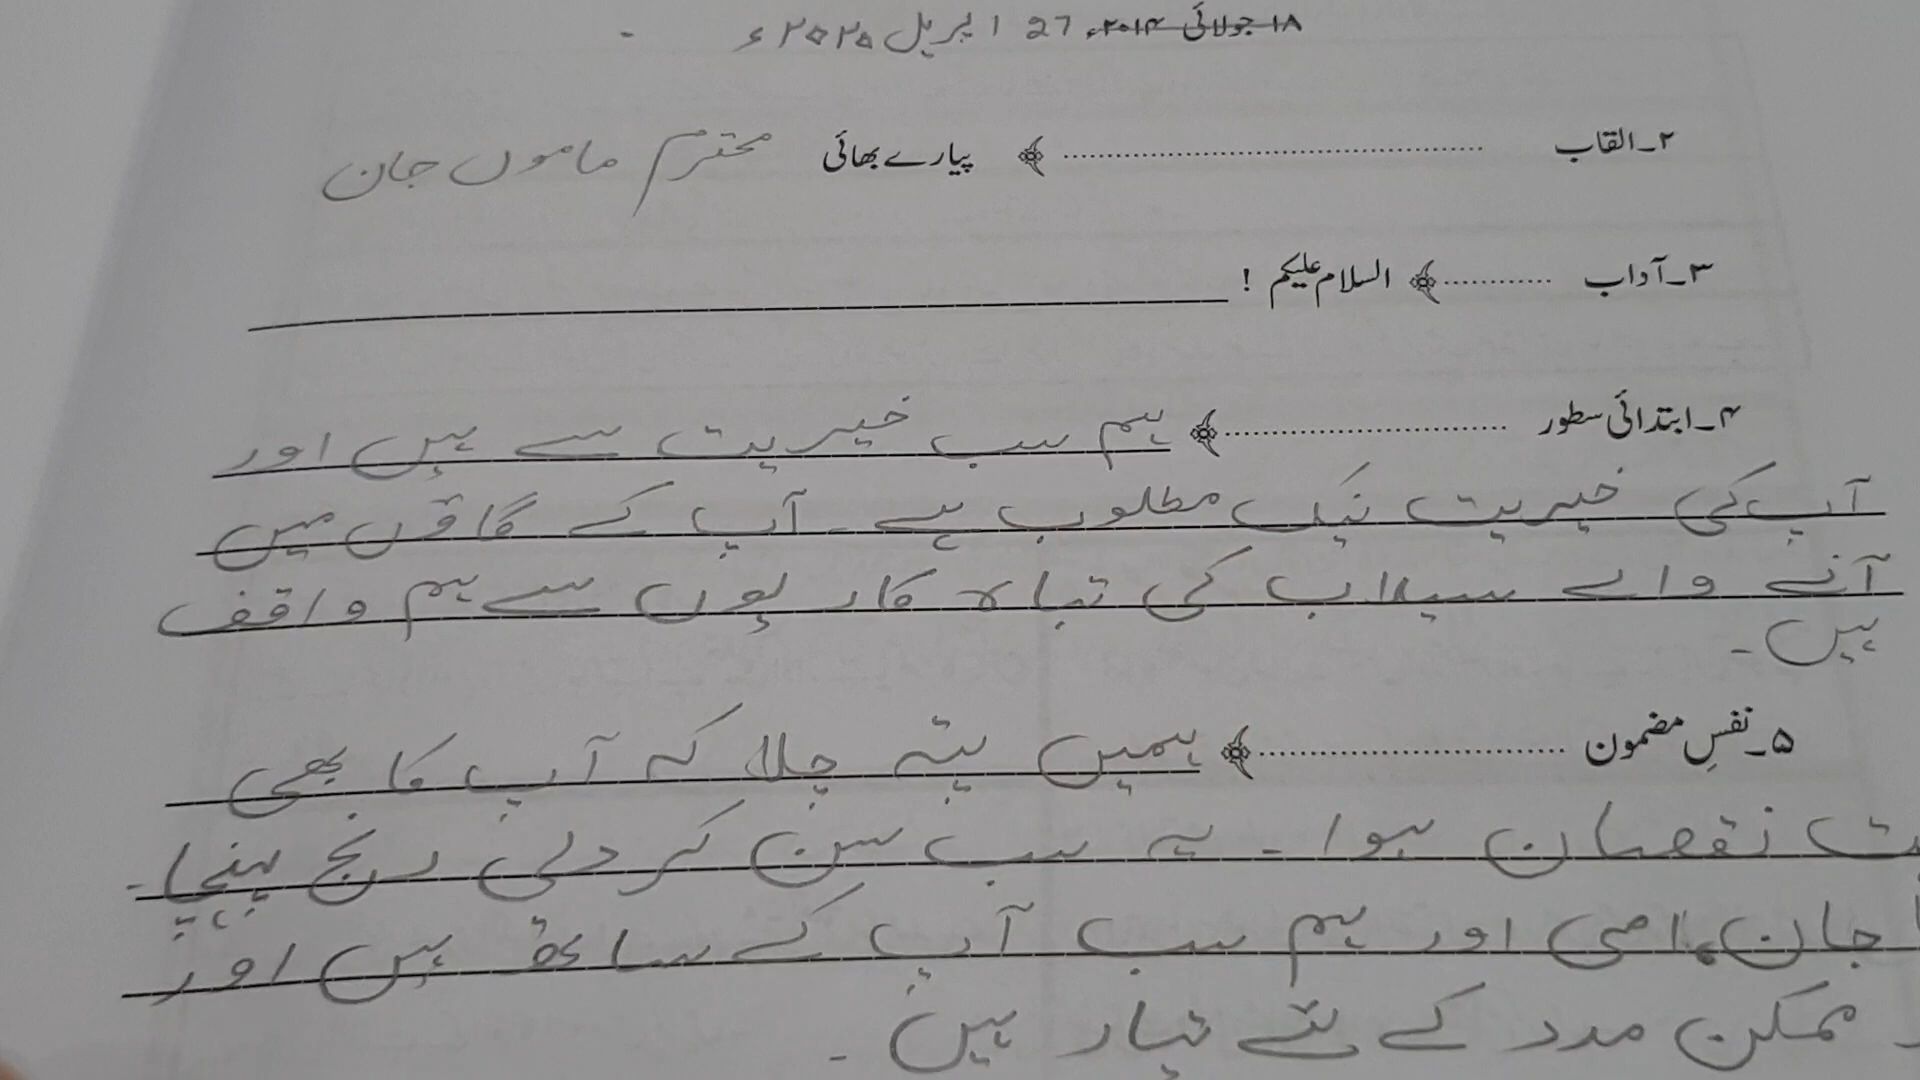 ۱۸جولائی ۲۰۱۴ء 27 اپریل ۲۰۲۰ء -
۲۔القاب ........................ پیارے بھائی محترم ماموں جان
۳۔آداب ............ السلام علیکم !
۴۔ابتدائی سطور ........................ ہم سب خیریت سے ہیں اور
آپ کی خیریت نیک مطلوب ہے۔ آپ کے گاؤں میں
آنے والے سیلاب کی تباہ کاریوں سے ہم واقف
ہیں۔
۵۔نفسِ مضمون ........................ ہمیں پتہ چلا کہ آپ کا بھی
نقصان ہوا۔ یہ سب سن کر دلی رنج پہنچا۔
جان، امی اور ہم سب آپ کے ساتھ ہیں اور
ممکن مدد کے لئے تیار ہیں۔